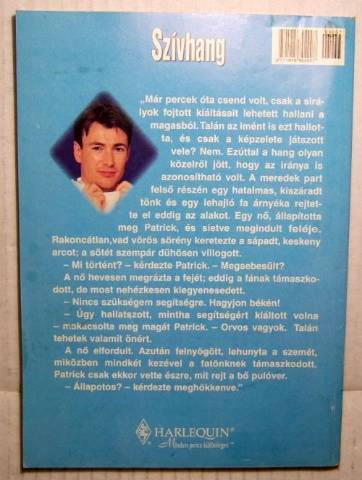 Szívhang
„Már percek óta csend volt, csak a sirá-
lyok fojtott kiáltásait lehetett hallani a
magasból. Talán az imént is ezt hallot-
ta, és csak a képzelete játszott
vele? Nem. Ezúttal a hang olyan
közelről jött, hogy az iránya is
azonosítható volt. A meredek part
felső részén egy hatalmas, kiszáradt
tönk és egy lehajló fa árnyéka rejtet-
te el eddig az alakot. Egy nő, állapította
meg Patrick, és sietve megindult feléje.
Rakoncátlan, vad vörös sörény keretezte a sápadt, keskeny
arcot; a sötét szempár dühösen villogott.
– Mi történt? – kérdezte Patrick. – Megsebesült?
A nő hevesen megrázta a fejét; eddig a fának támaszko-
dott, de most nehézkesen kiegyenesedett.
– Nincs szükségem segítségre. Hagyjon békén!
– Úgy hallatszott, mintha segítségért kiáltott volna
– makacsolta meg magát Patrick. – Orvos vagyok. Talán
tehetek valamit önért.
A nő elfordult. Azután felnyögött, lehunyta a szemét,
miközben mindkét kezével a fatönknek támaszkodott.
Patrick csak ekkor vette észre, mit rejt a bő pulóver.
– Állapotos? – kérdezte meghökkenve.”
HARLEQUIN®
Minden perce különleges